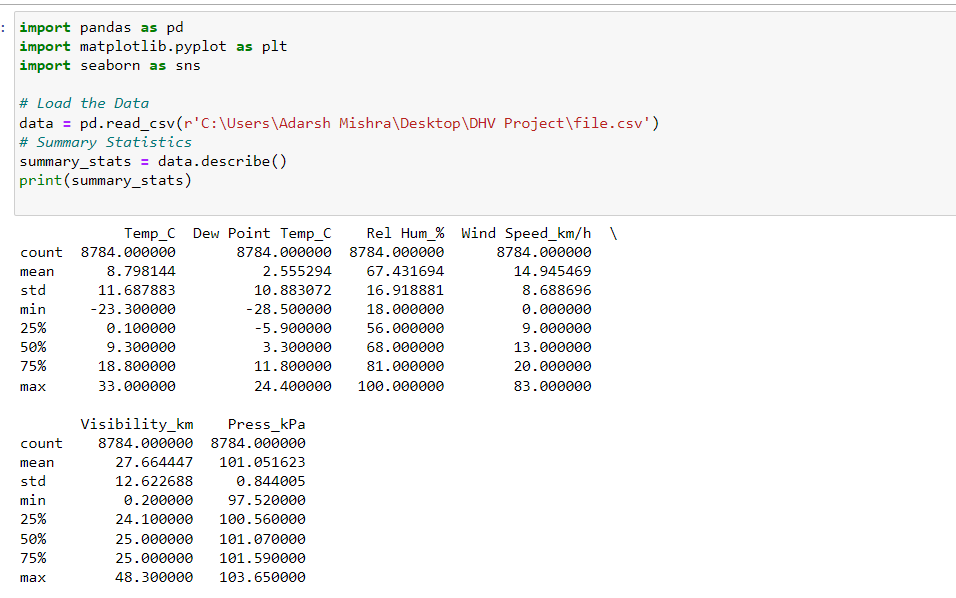 :
import pandas as pd
import matplotlib.pyplot as plt
import seaborn as sns
# Load the Data
data = pd.read_csv(r'C:\Users\Adarsh Mishra\Desktop\DHV Project\file.csv')
# Summary Statistics
summary_stats = data.describe()
print(summary_stats)
Temp_C Dew Point Temp_C Rel Hum_% Wind Speed_km/h \
count 8784.000000 8784.000000 8784.000000 8784.000000
mean 8.798144 2.555294 67.431694 14.945469
std 11.687883 10.883072 16.918881 8.688696
min -23.300000 -28.500000 18.000000 0.000000
25% 0.100000 -5.900000 56.000000 9.000000
50% 9.300000 3.300000 68.000000 13.000000
75% 18.800000 11.800000 81.000000 20.000000
max 33.000000 24.400000 100.000000 83.000000
Visibility_km Press_kPa
count 8784.000000 8784.000000
mean 27.664447 101.051623
std 12.622688 0.844005
min 0.200000 97.520000
25% 24.100000 100.560000
50% 25.000000 101.070000
75% 25.000000 101.590000
max 48.300000 103.650000